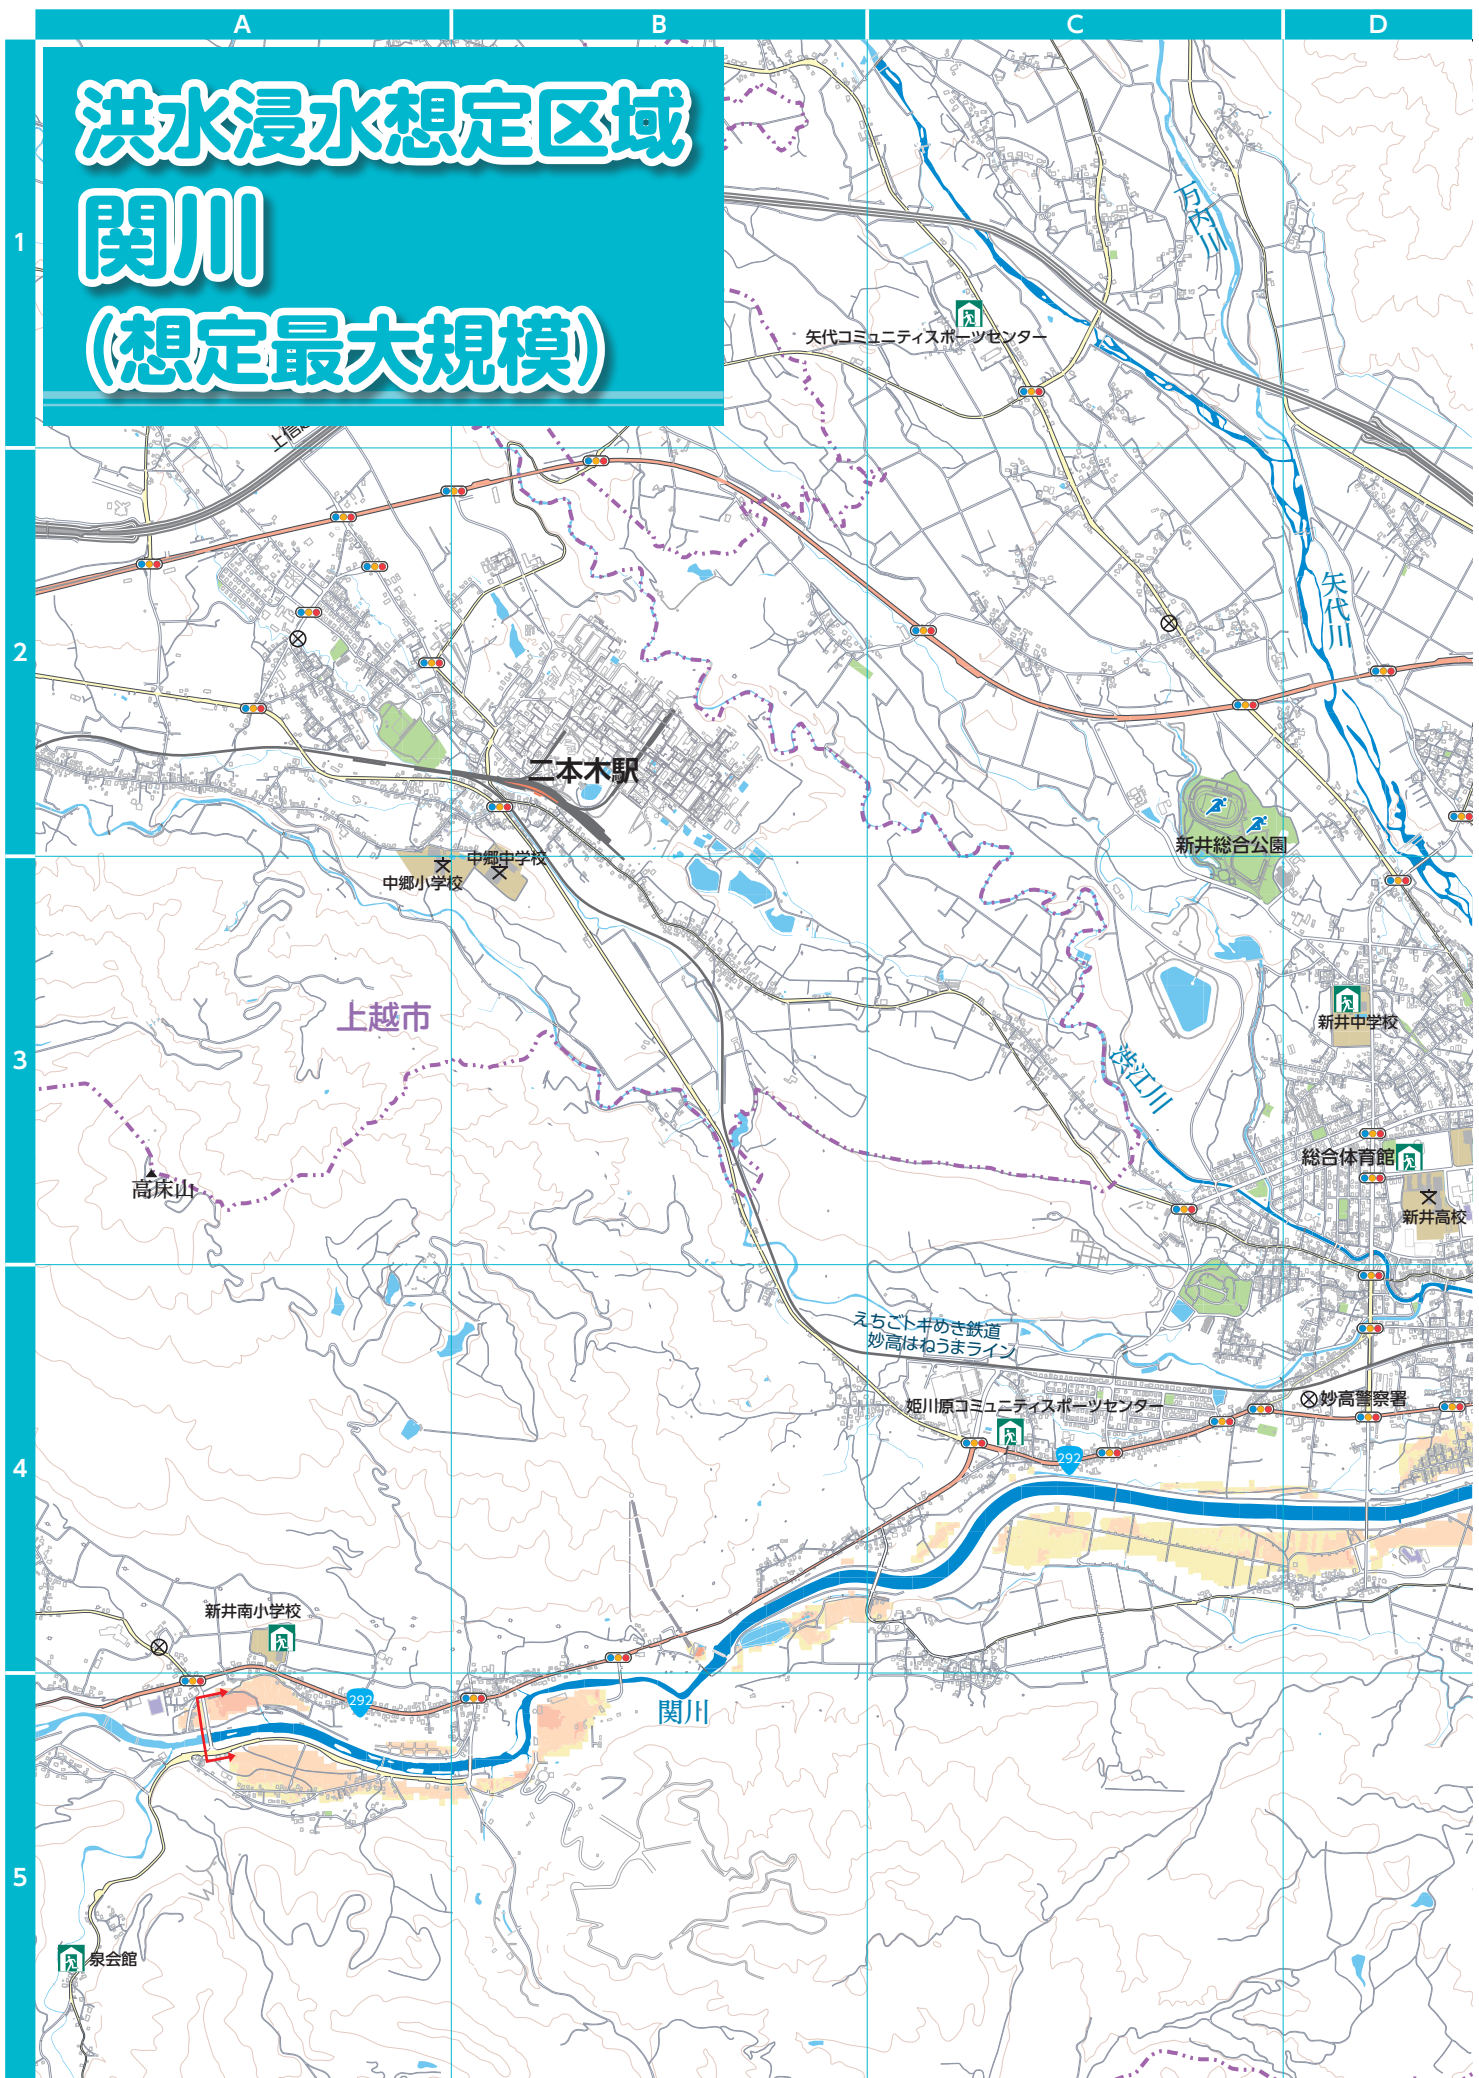 A
B
C
D
洪水浸水想定区域
関川
(想定最大規模)
1
万内川
矢代コミュニティスポーツセンター
上信
2
矢代川
二本木駅
新井総合公園
中郷中学校
中郷小学校
3
上越市
新井中学校
渋江川
総合体育館
高床山
新井高校
えちごトキめき鉄道
妙高はねうまライン
妙高警察署
姫川原コミュニティスポーツセンター
292
4
新井南小学校
292
関川
5
泉会館